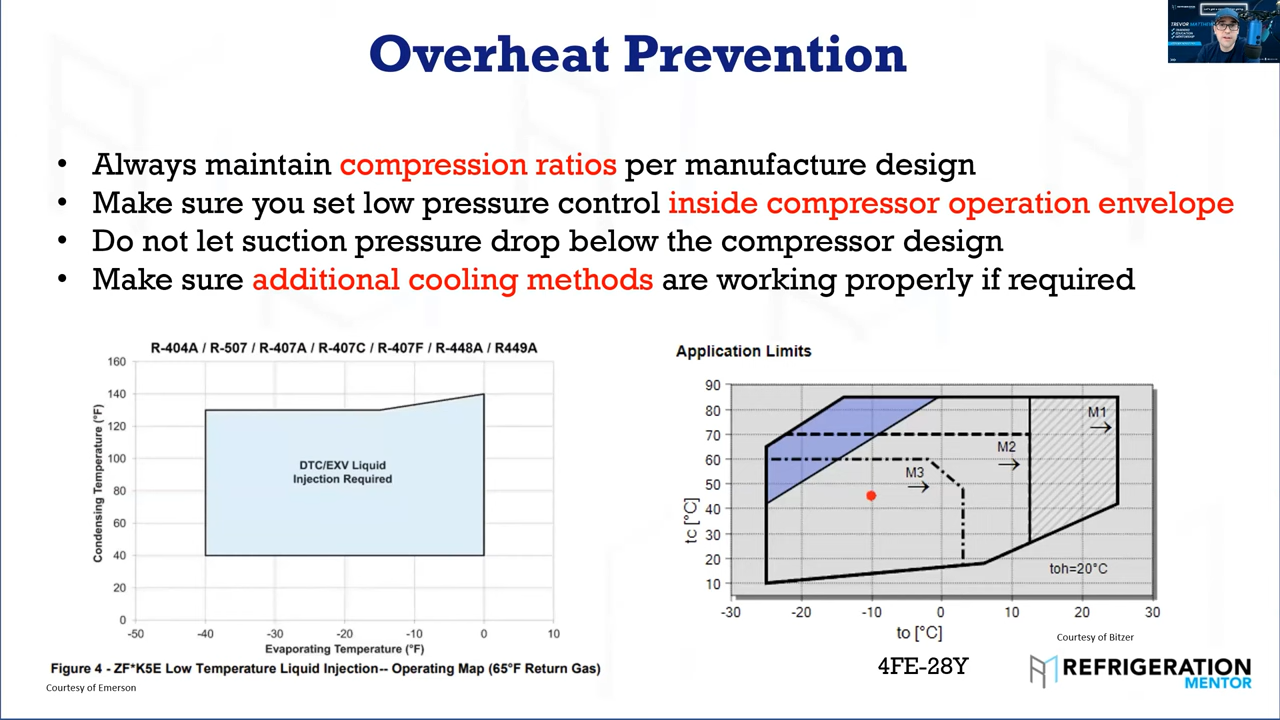 Overheat Prevention
• Always maintain compression ratios per manufacture design
• Make sure you set low pressure control inside compressor operation envelope
• Do not let suction pressure drop below the compressor design
• Make sure additional cooling methods are working properly if required
R-404A / R-507 / R-407A / R-407C / R-407F / R-448A / R449A
160
140
120
100
80
60
40
20
0
Condensing Temperature (°F)
DTC/EXV Liquid
Injection Required
-50 -40 -30 -20 -10 0 10
Evaporating Temperature (°F)
Figure 4 - ZF*K5E Low Temperature Liquid Injection-- Operating Map (65°F Return Gas)
Courtesy of Emerson
Application Limits
90
80
70
60
50
40
30
20
10
tc [°C]
M1
M2
M3
toh=20°C
-30 -20 -10 0 10 20 30
to [°C]
Courtesy of Bitzer
4FE-28Y
REFRIGERATION
MENTOR